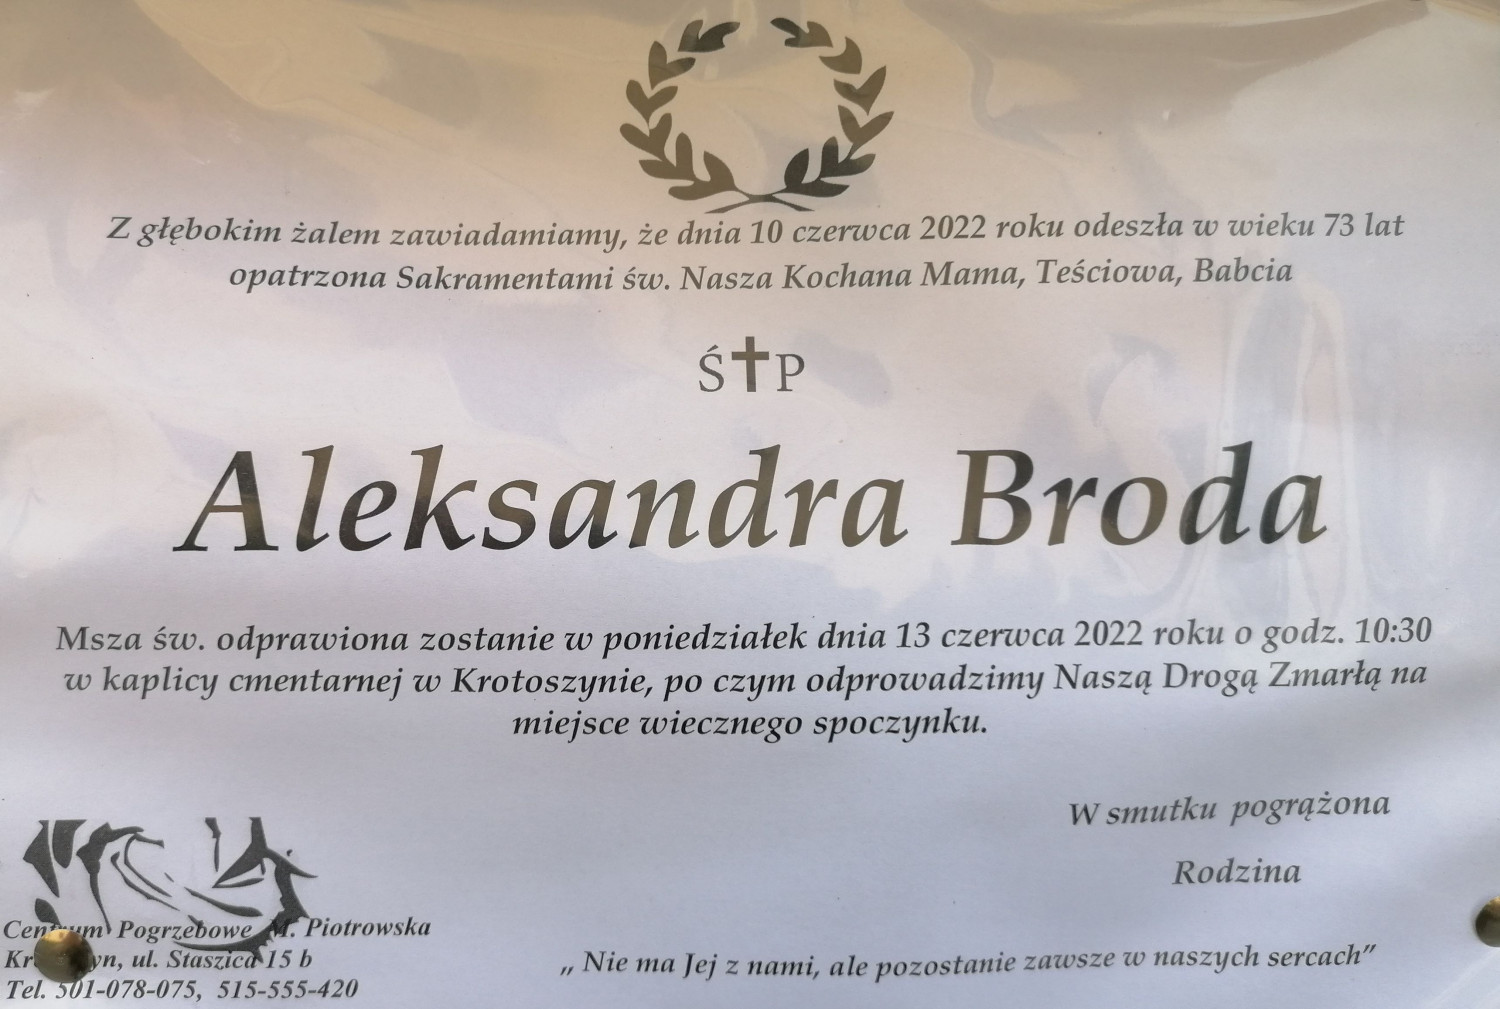 Z głębokim żalem zawiadamiamy, że dnia 10 czerwca 2022 roku odeszła w wieku 73 lat
opatrzona Sakramentami św. Nasza Kochana Mama, Teściowa, Babcia
Ś✝P
Aleksandra Broda
Msza św. odprawiona zostanie w poniedziałek dnia 13 czerwca 2022 roku o godz. 10:30
w kaplicy cmentarnej w Krotoszynie, po czym odprowadzimy Naszą Drogą Zmarłą na
miejsce wiecznego spoczynku.
W smutku pogrążona
Rodzina
Centrum Pogrzebowe M. Piotrowska
ul. Staszica 15 b
Tel. 501-078-075, 515-555-420
„ Nie ma Jej z nami, ale pozostanie zawsze w naszych sercach”